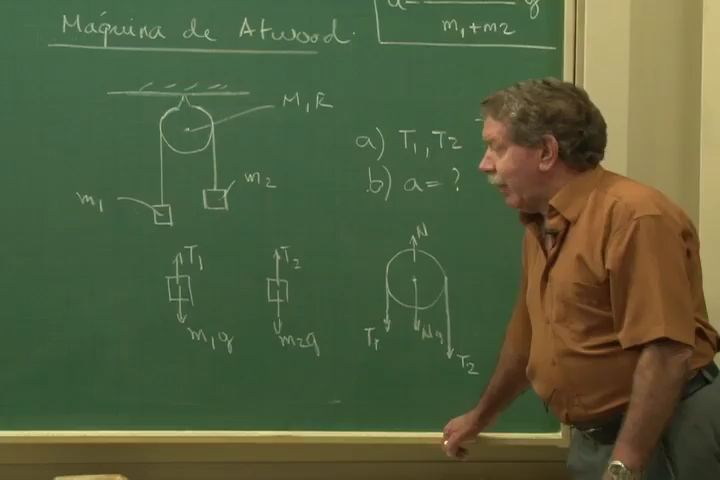 Máquina de Atwood.
a = g
m1+m2
M,R
a) T1, T2
b) a = ?
m2
m1
T1
T2
N
m1g
m2g
T1
Mg
T2